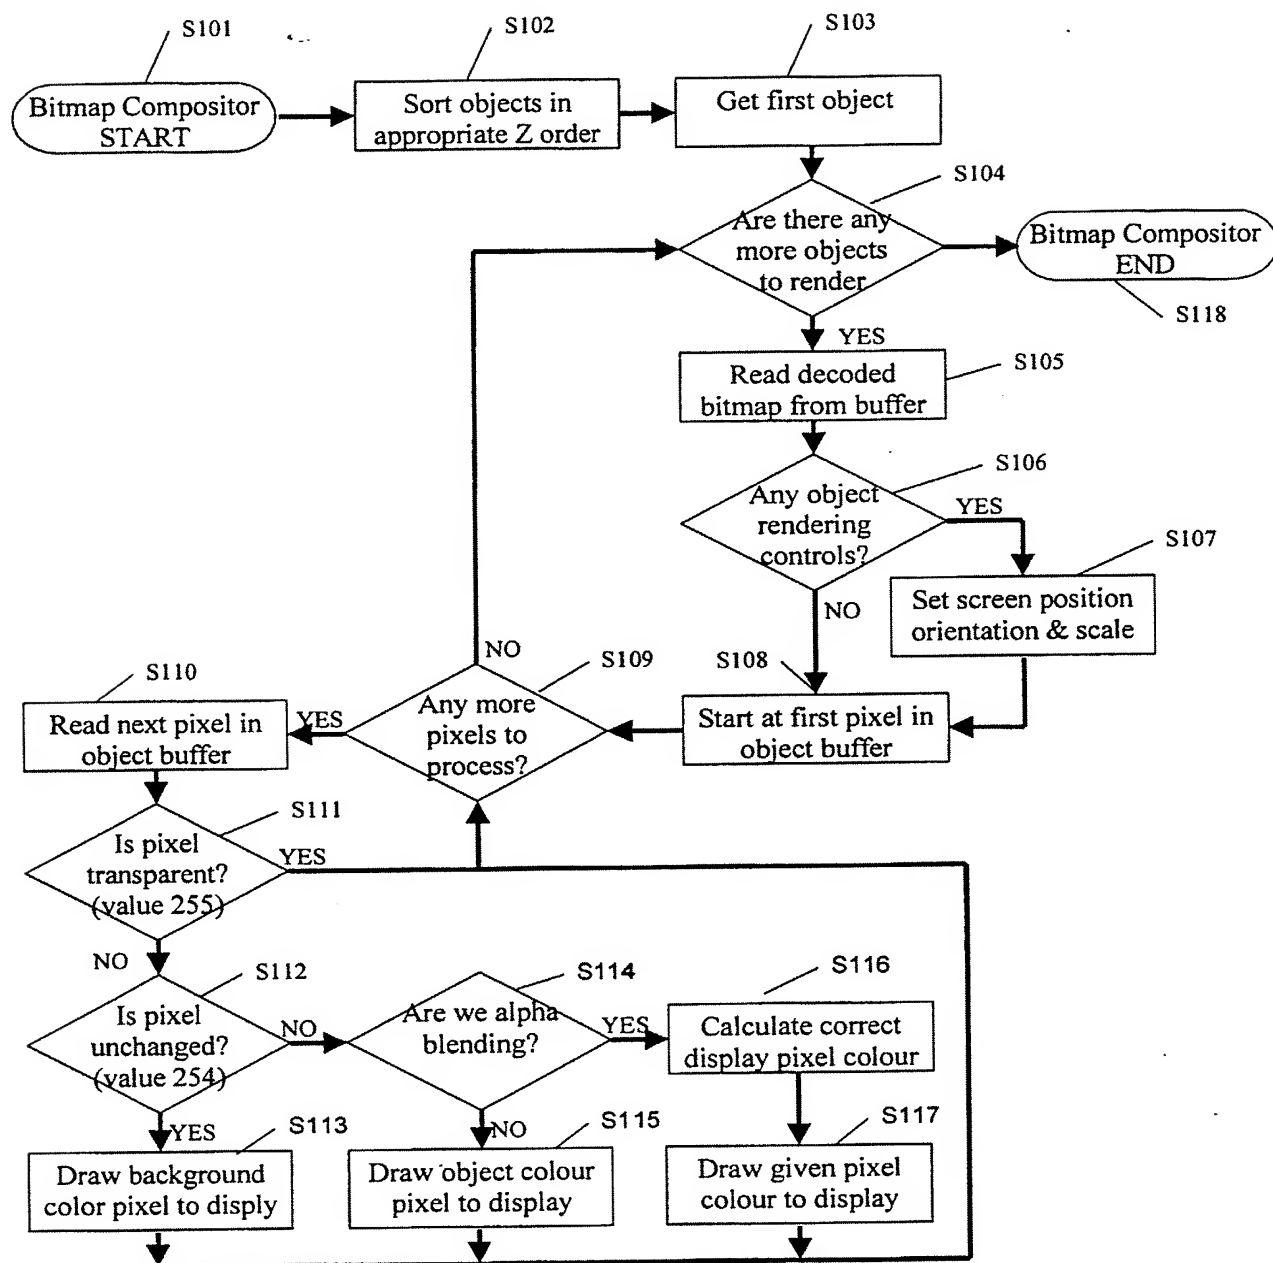 S101
S102
S103
Bitmap Compositor
START
Sort objects in
appropriate Z order
Get first object
S104
Are there any
more objects
to render
Bitmap Compositor
END
S118
YES
Read decoded
bitmap from buffer
S105
S106
Any object
rendering
controls?
YES
S107
Set screen position
orientation & scale
NO
S108
Start at first pixel in
object buffer
NO
S109
Any more
pixels to
process?
YES
S110
Read next pixel in
object buffer
S111
Is pixel
transparent?
(value 255)
YES
NO
S112
Is pixel
unchanged?
(value 254)
NO
S114
Are we alpha
blending?
YES
S116
Calculate correct
display pixel colour
YES
S113
Draw background
color pixel to disply
NO
S115
Draw object colour
pixel to display
S117
Draw given pixel
colour to display